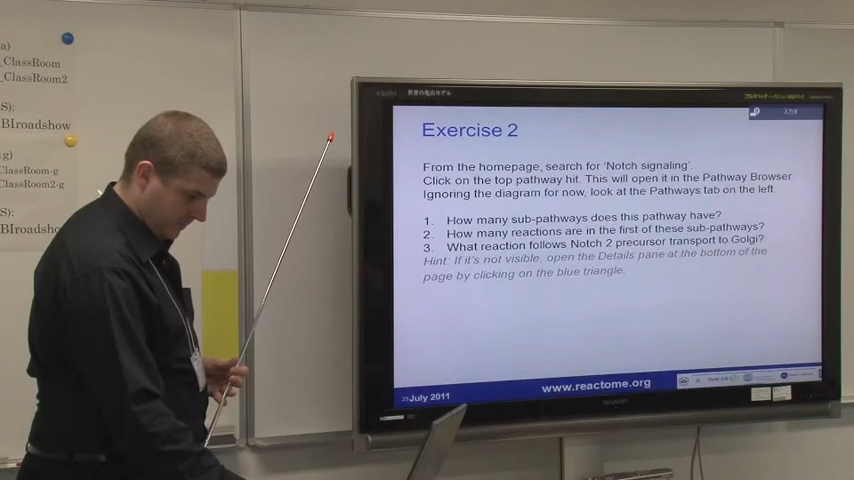 a)
_ClassRoom
_ClassRoom2
S):
BIroadshow
g)
ClassRoom-g
ClassRoom2-g
S):
BIroadshow
AQUOS
Exercise 2
From the homepage, search for 'Notch signaling'.
Click on the top pathway hit. This will open it in the Pathway Browser.
Ignoring the diagram for now, look at the Pathways tab on the left.
1. How many sub-pathways does this pathway have?
2. How many reactions are in the first of these sub-pathways?
3. What reaction follows Notch 2 precursor transport to Golgi?
Hint: If it's not visible, open the Details pane at the bottom of the
page by clicking on the blue triangle.
23 July 2011
www.reactome.org
SHARP